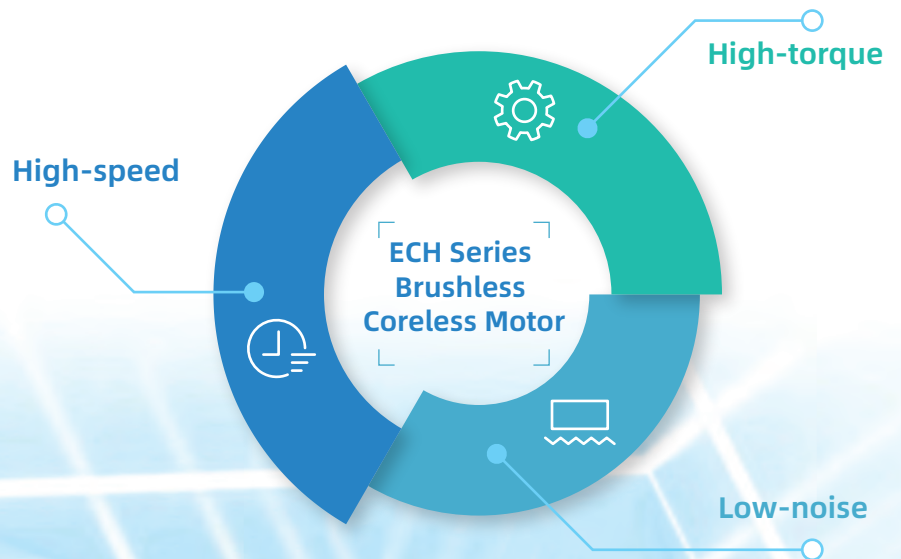 High-torque
High-speed
ECH Series
Brushless
Coreless Motor
Low-noise